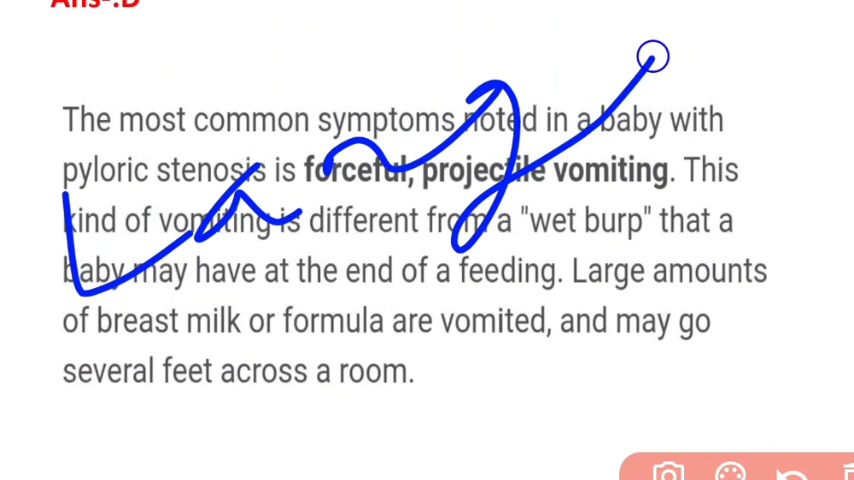 Ans-:D
The most common symptoms noted in a baby with
pyloric stenosis is forceful, projectile vomiting. This
kind of vomiting is different from a "wet burp" that a
baby may have at the end of a feeding. Large amounts
of breast milk or formula are vomited, and may go
several feet across a room.